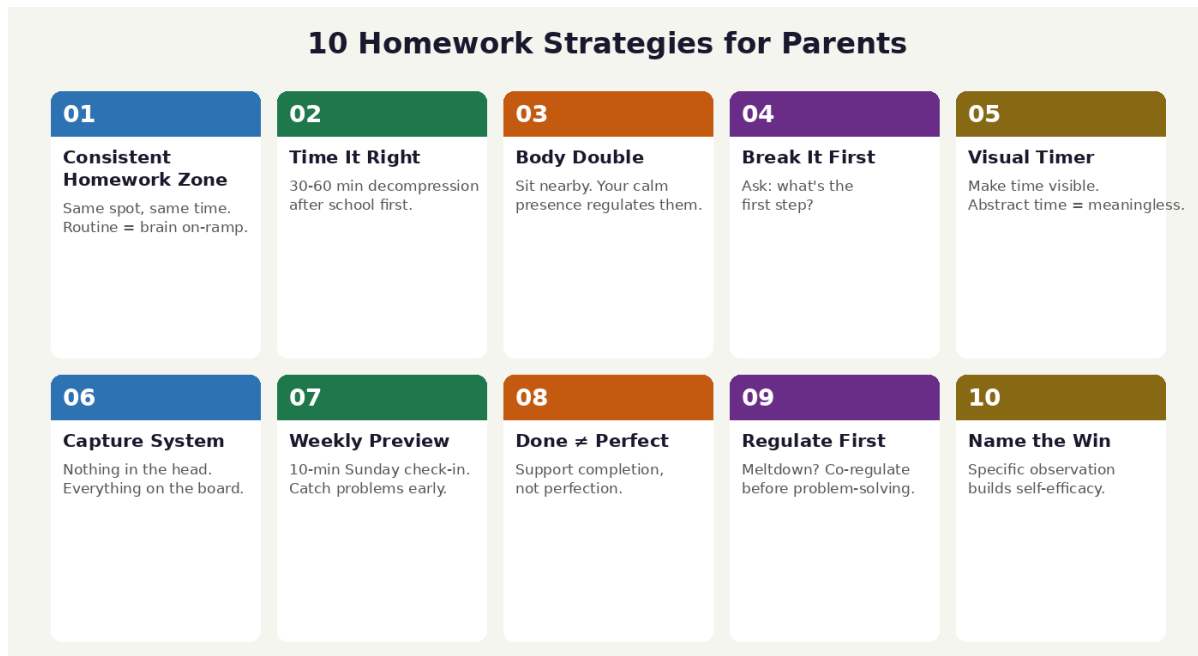 10 Homework Strategies for Parents
01
Consistent
Homework Zone
Same spot, same time.
Routine = brain on-ramp.
02
Time It Right
30-60 min decompression
after school first.
03
Body Double
Sit nearby. Your calm
presence regulates them.
04
Break It First
Ask: what's the
first step?
05
Visual Timer
Make time visible.
Abstract time = meaningless.
06
Capture System
Nothing in the head.
Everything on the board.
07
Weekly Preview
10-min Sunday check-in.
Catch problems early.
08
Done ≠ Perfect
Support completion,
not perfection.
09
Regulate First
Meltdown? Co-regulate
before problem-solving.
10
Name the Win
Specific observation
builds self-efficacy.